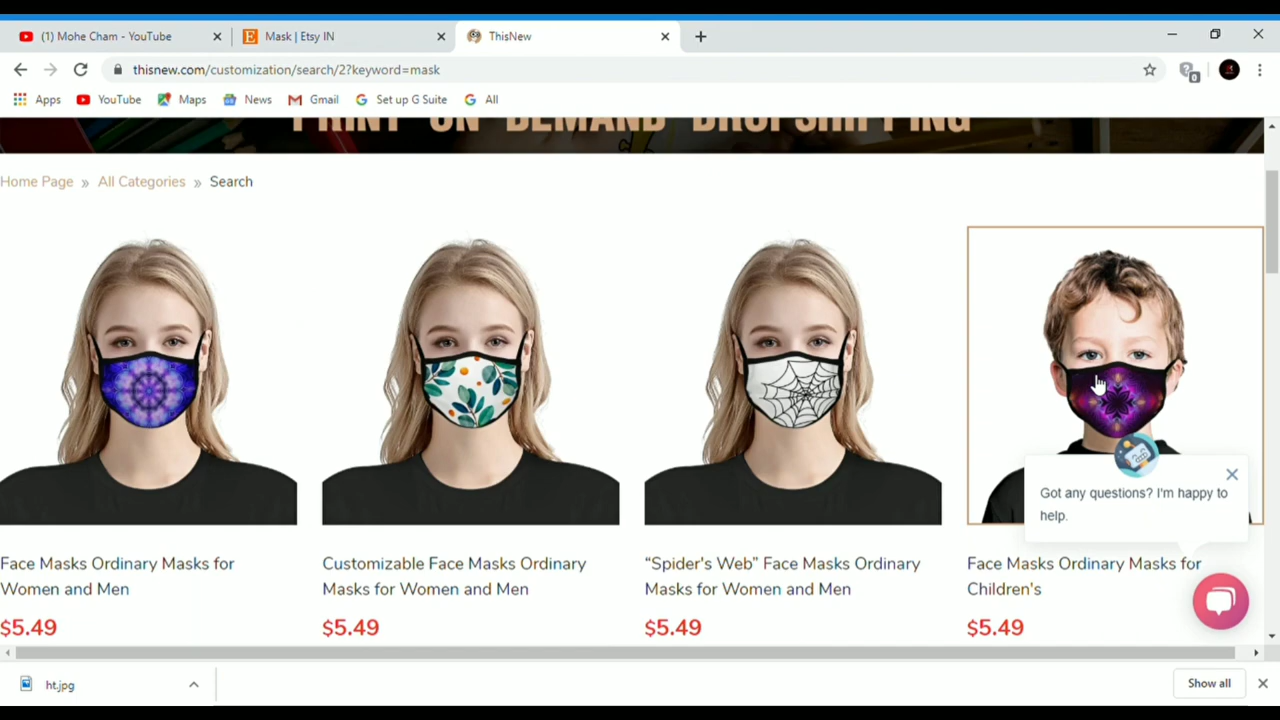 (1) Mohe Cham - YouTube
Mask | Etsy IN
ThisNew
thisnew.com/customization/search/2?keyword=mask
0
Apps
YouTube
Maps
News
Gmail
Set up G Suite
All
PRINT ON DEMAND DROPSHIPPING
Home Page » All Categories » Search
Got any questions? I'm happy to
help.
Face Masks Ordinary Masks for
Women and Men
$5.49
Customizable Face Masks Ordinary
Masks for Women and Men
$5.49
“Spider's Web” Face Masks Ordinary
Masks for Women and Men
$5.49
Face Masks Ordinary Masks for
Children's
$5.49
ht.jpg
Show all